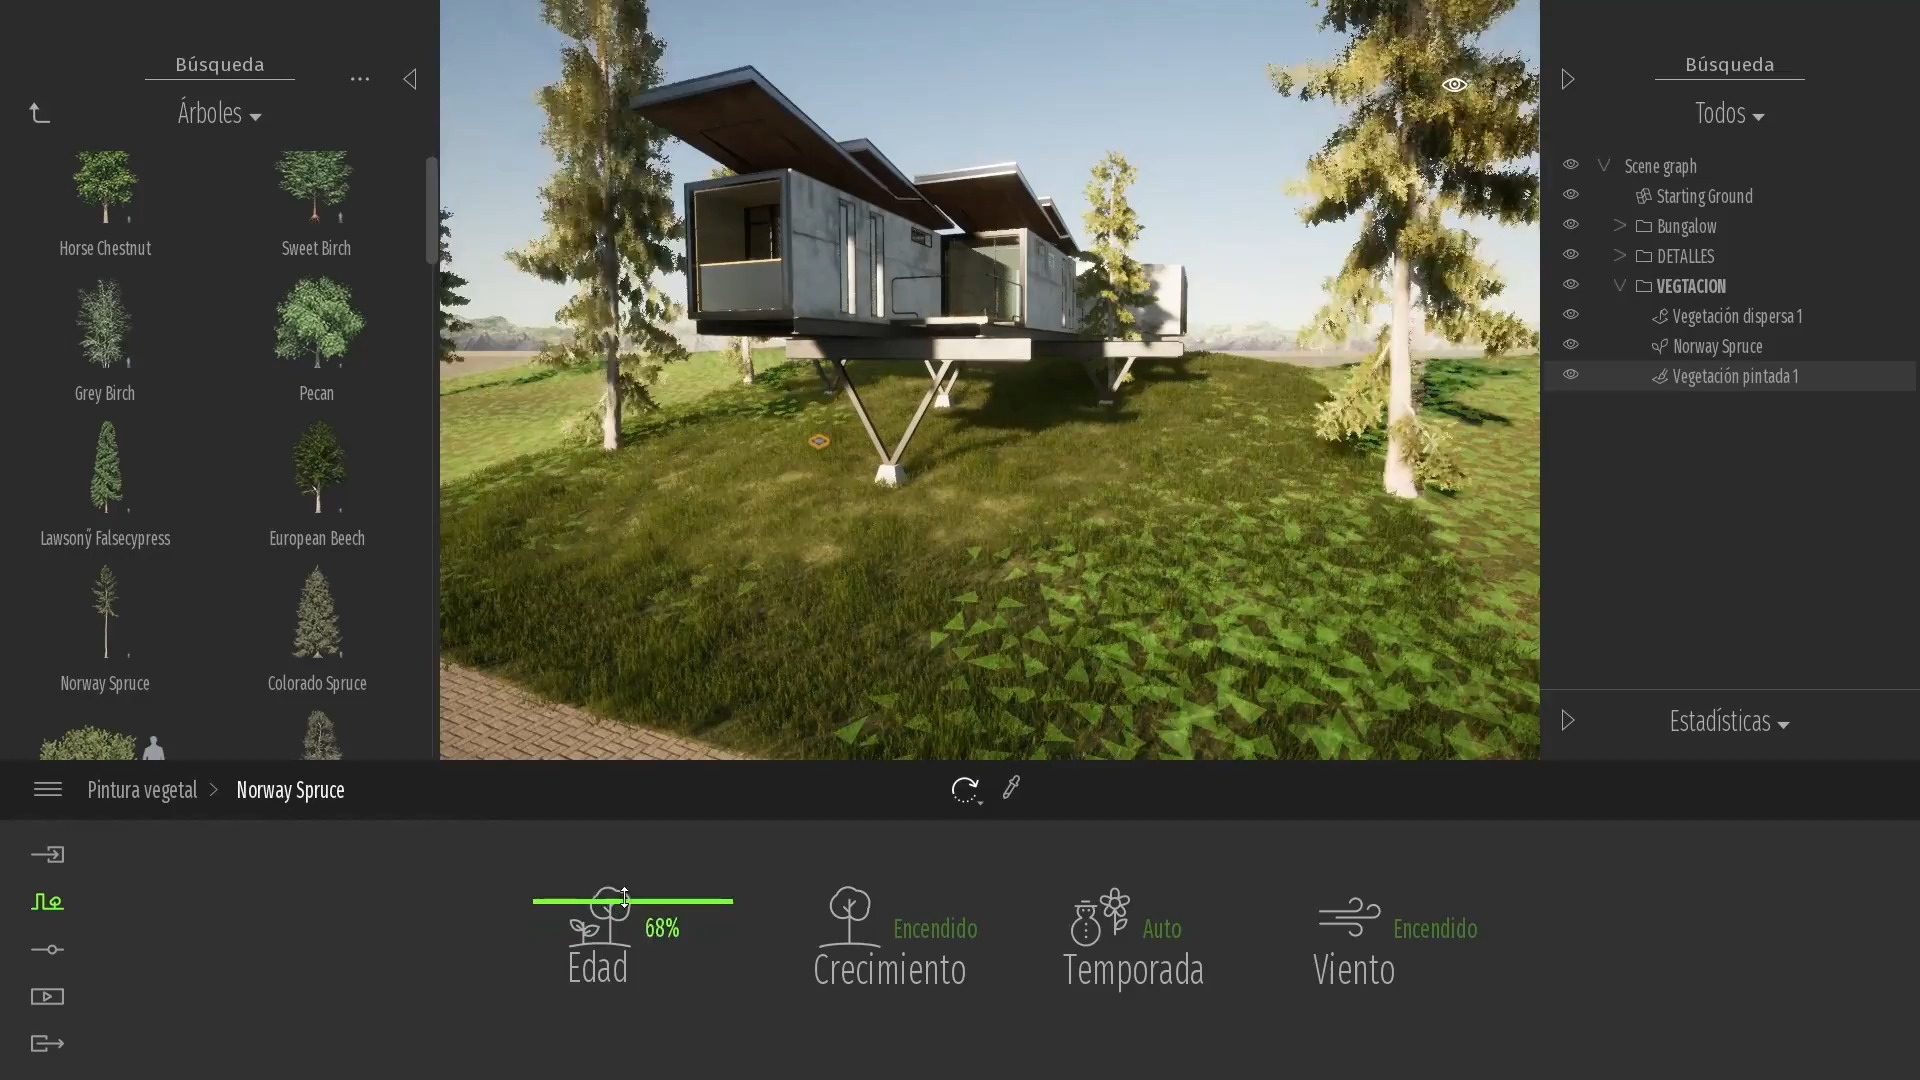 Búsqueda
...
Árboles
Horse Chestnut
Sweet Birch
Grey Birch
Pecan
Lawsonӳ Falsecypress
European Beech
Norway Spruce
Colorado Spruce
Búsqueda
Todos
Scene graph
Starting Ground
Bungalow
DETALLES
VEGTACION
Vegetación dispersa 1
Norway Spruce
Vegetación pintada 1
Estadísticas
Pintura vegetal > Norway Spruce
68%
Edad
Encendido
Crecimiento
Auto
Temporada
Encendido
Viento